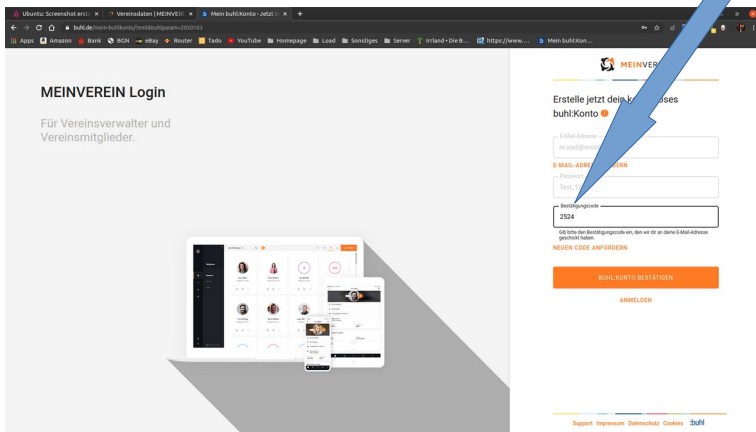 Ubuntu: Screenshot erste
Vereinsdaten | MEINVERE
Mein buhl:Konto - Jetzt
buhl.de/mein-buhlkonto/?eml&buhlparam=2050101
Apps Amazon Bank BGN eBay Router Tado YouTube Homepage Load Sonstiges Server Irrland • Die B... https://www.... Mein buhl:Kon...
MEINVEREIN Login
Für Vereinsverwalter und
Vereinsmitglieder.
MEINVER
Erstelle jetzt dein
buhl:Konto
E-Mail-Adresse
E-MAIL-ADRE
Passwort
Bestätigungscode
2524
Gib bitte den Bestätigungscode ein, den wir dir an deine E-Mail-Adresse
geschickt haben.
NEUEN CODE ANFORDERN
BUHL:KONTO BESTÄTIGEN
ANMELDEN
Support Impressum Datenschutz Cookies :buhl